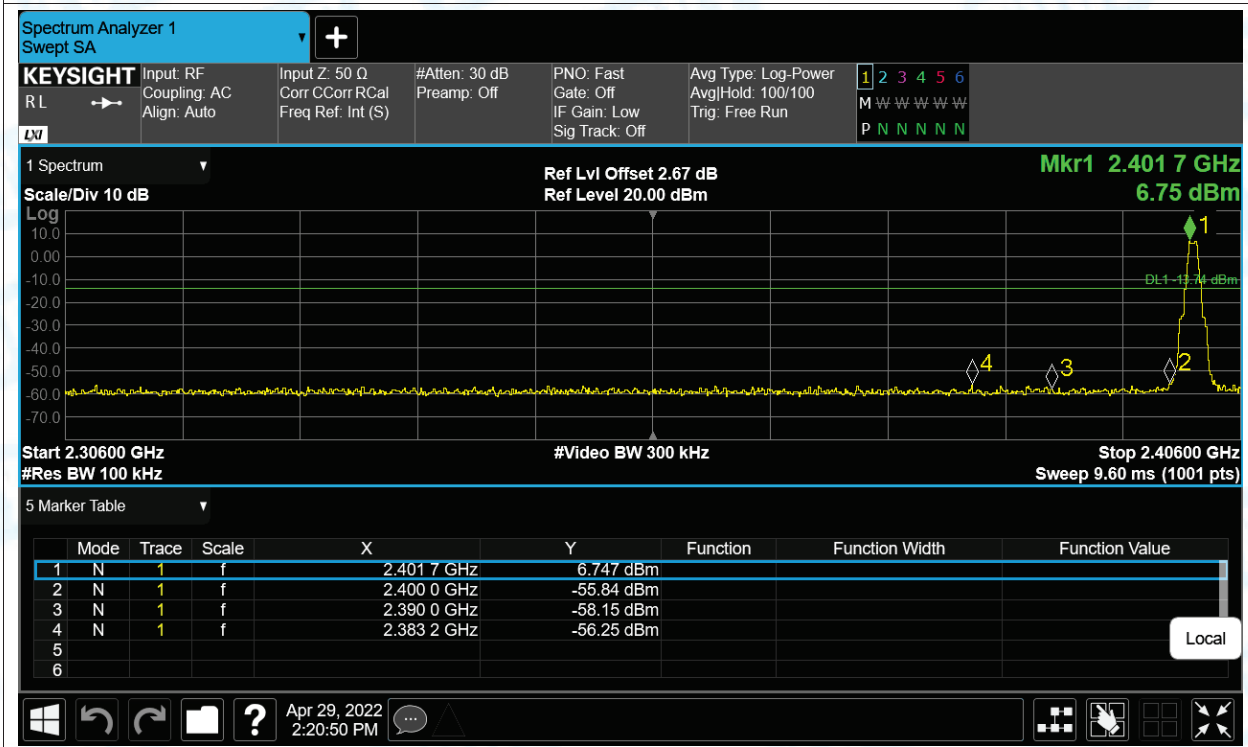 Spectrum Analyzer 1
Swept SA
+
KEYSIGHT Input: RF Input Z: 50 Ω #Atten: 30 dB PNO: Fast Avg Type: Log-Power 1 2 3 4 5 6
R L Coupling: AC Corr CCorr RCal Preamp: Off Gate: Off Avg|Hold: 100/100 M W W W W W
Align: Auto Freq Ref: Int (S) IF Gain: Low Trig: Free Run
LXI Sig Track: Off P N N N N N
1 Spectrum Ref Lvl Offset 2.67 dB Mkr1 2.401 7 GHz
Scale/Div 10 dB Ref Level 20.00 dBm 6.75 dBm
Log
1
10.0
0.00
-10.0
DL1 -13.74 dBm
-20.0
-30.0
-40.0
4 3 2
-50.0
-60.0
-70.0
Start 2.30600 GHz #Video BW 300 kHz Stop 2.40600 GHz
#Res BW 100 kHz Sweep 9.60 ms (1001 pts)
5 Marker Table
Mode Trace Scale X Y Function Function Width Function Value
1 N 1 f 2.401 7 GHz 6.747 dBm
2 N 1 f 2.400 0 GHz -55.84 dBm
3 N 1 f 2.390 0 GHz -58.15 dBm
4 N 1 f 2.383 2 GHz -56.25 dBm
5
6
Local
? Apr 29, 2022
2:20:50 PM